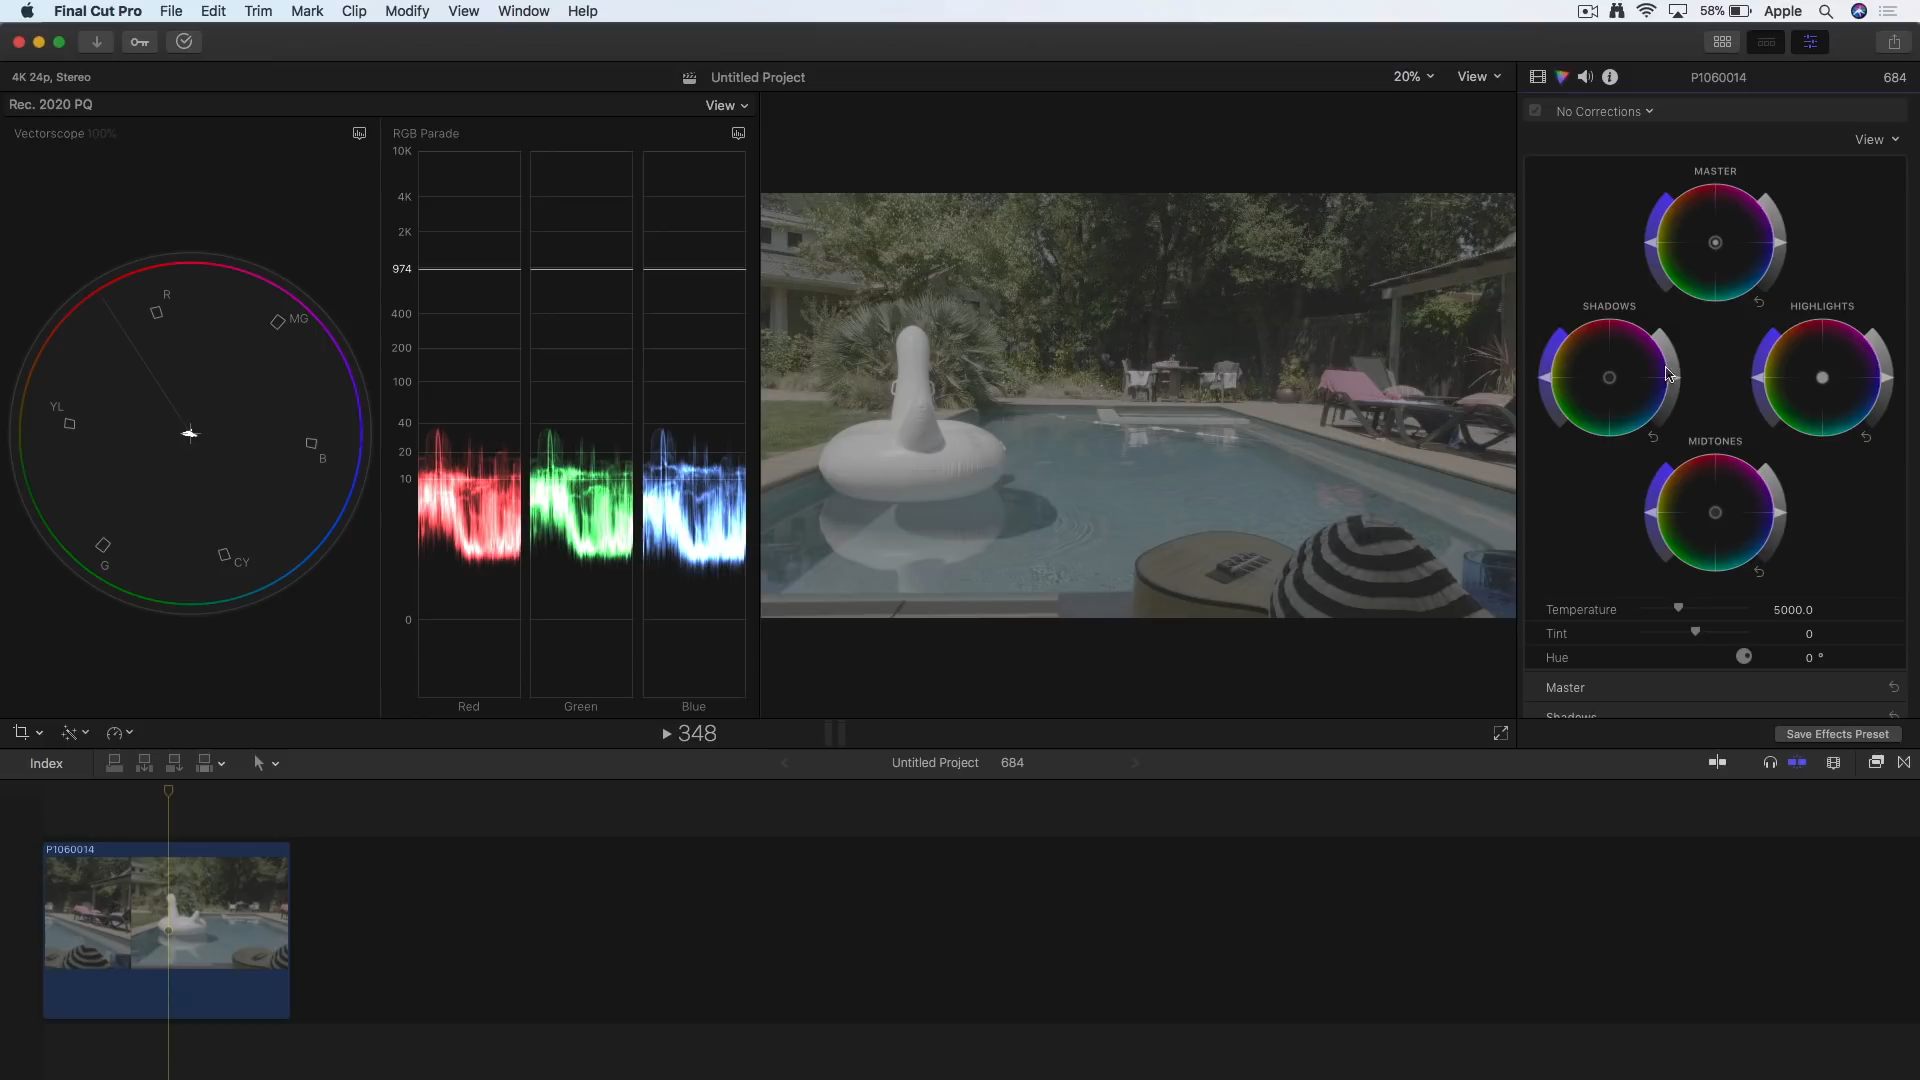 Final Cut Pro File Edit Trim Mark Clip Modify View Window Help 58% Apple
4K 24p, Stereo Untitled Project 20% View P1060014 684
Rec. 2020 PQ View No Corrections
Vectorscope 100% RGB Parade View
10K
4K
2K
974
400
200
100
40
20
10
0
Red Green Blue
R
MG
YL
B
G
CY
MASTER
SHADOWS HIGHLIGHTS
MIDTONES
Temperature 5000.0
Tint 0
Hue 0 °
Master
Shadows
348 Save Effects Preset
Index Untitled Project 684
P1060014